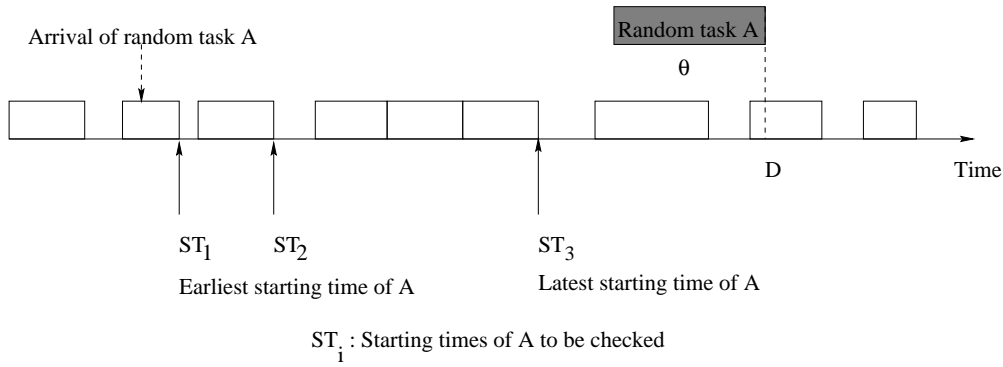 Random task A
Arrival of random task A
θ
D
Time
ST1
ST2
ST3
Earliest starting time of A
Latest starting time of A
STi : Starting times of A to be checked